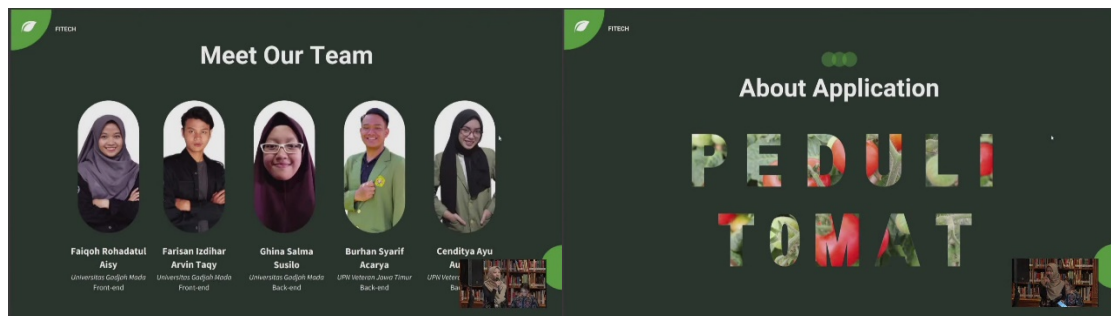 FITECH
Meet Our Team
Faiqoh Rohadatul
Aisy
Universitas Gadjah Mada
Front-end
Farisan Izdihar
Arvin Taqy
Universitas Gadjah Mada
Front-end
Ghina Salma
Susilo
Universitas Gadjah Mada
Back-end
Burhan Syarif
Acarya
UPN Veteran Jawa Timur
Back-end
Cenditya Ayu
UPN
FITECH
About Application
PEDULI
TOMAT